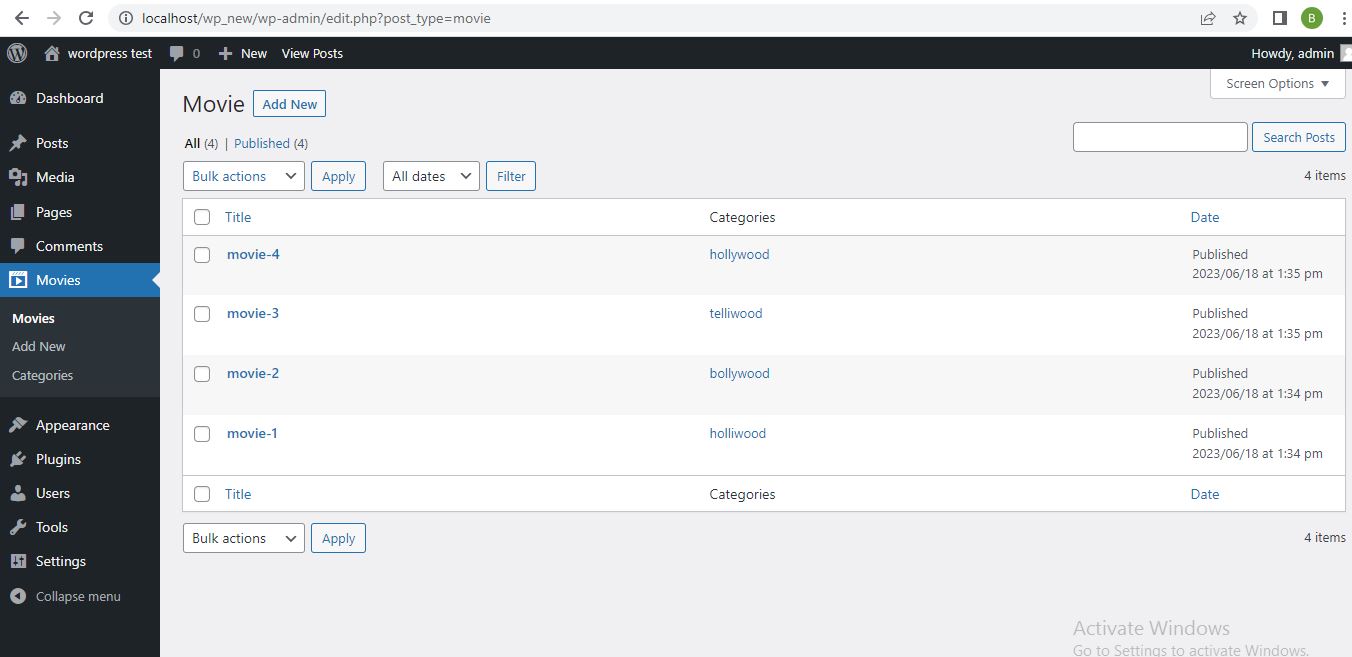 localhost/wp_new/wp-admin/edit.php?post_type=movie B
wordpress test 0 New View Posts Howdy, admin
Screen Options
Dashboard
Posts
Media
Pages
Comments
Movies
Movies
Add New
Categories
Appearance
Plugins
Users
Tools
Settings
Collapse menu
Movie Add New
All (4) | Published (4)
Search Posts
Bulk actions Apply All dates Filter 4 items
Title Categories Date
movie-4 hollywood Published
2023/06/18 at 1:35 pm
movie-3 telliwood Published
2023/06/18 at 1:35 pm
movie-2 bollywood Published
2023/06/18 at 1:34 pm
movie-1 holliwood Published
2023/06/18 at 1:34 pm
Title Categories Date
Bulk actions Apply 4 items
Activate Windows
Go to Settings to activate Windows.